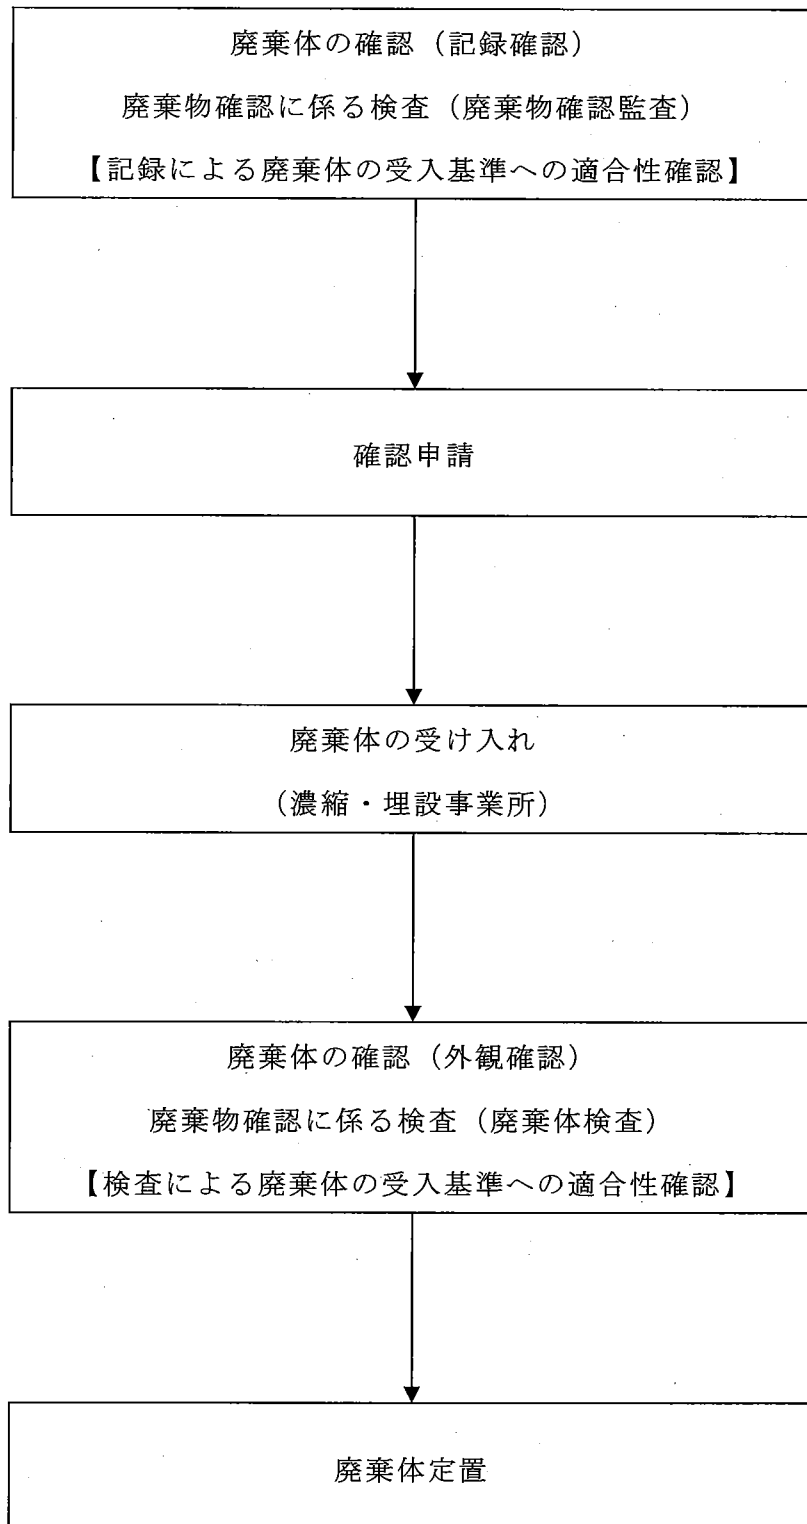 廃棄体の確認（記録確認）
廃棄物確認に係る検査（廃棄物確認監査）
【記録による廃棄体の受入基準への適合性確認】
確認申請
廃棄体の受け入れ
（濃縮・埋設事業所）
廃棄体の確認（外観確認）
廃棄物確認に係る検査（廃棄体検査）
【検査による廃棄体の受入基準への適合性確認】
廃棄体定置